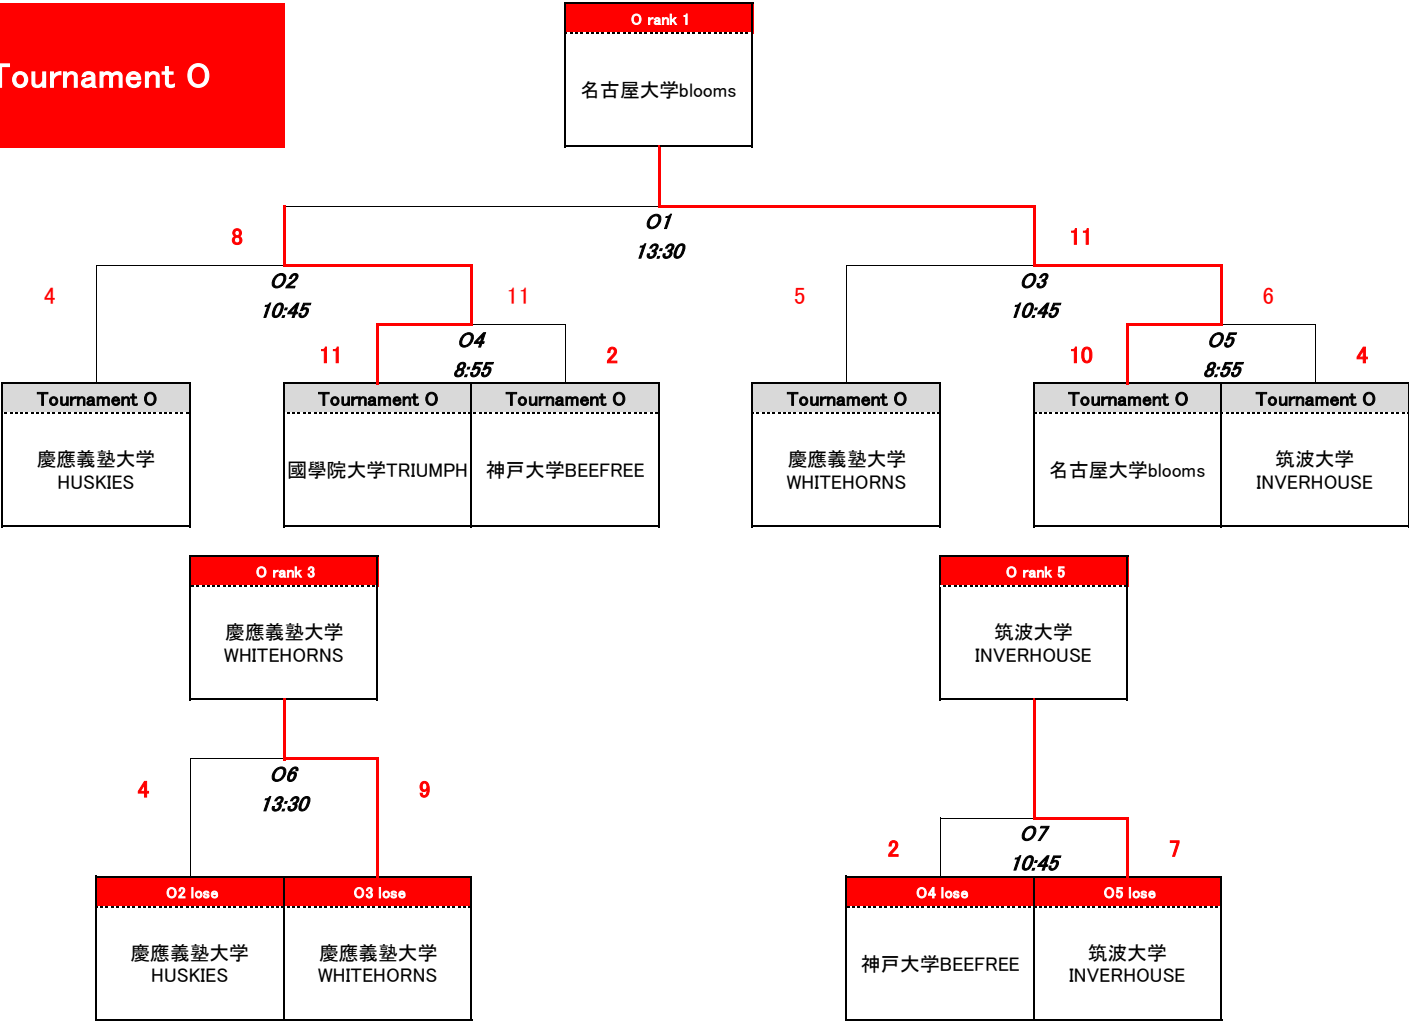 Tournament O
O rank 1
名古屋大学blooms
O1
13:30
8
11
O2
10:45
O3
10:45
4
11
5
6
O4
8:55
O5
8:55
11
2
10
4
Tournament O
Tournament O
Tournament O
Tournament O
Tournament O
Tournament O
慶應義塾大学
HUSKIES
國學院大学TRIUMPH
神戸大学BEEFREE
慶應義塾大学
WHITEHORNS
名古屋大学blooms
筑波大学
INVERHOUSE
O rank 3
慶應義塾大学
WHITEHORNS
O rank 5
筑波大学
INVERHOUSE
O6
13:30
4
9
O7
10:45
2
7
O2 lose
O3 lose
慶應義塾大学
HUSKIES
慶應義塾大学
WHITEHORNS
O4 lose
O5 lose
神戸大学BEEFREE
筑波大学
INVERHOUSE